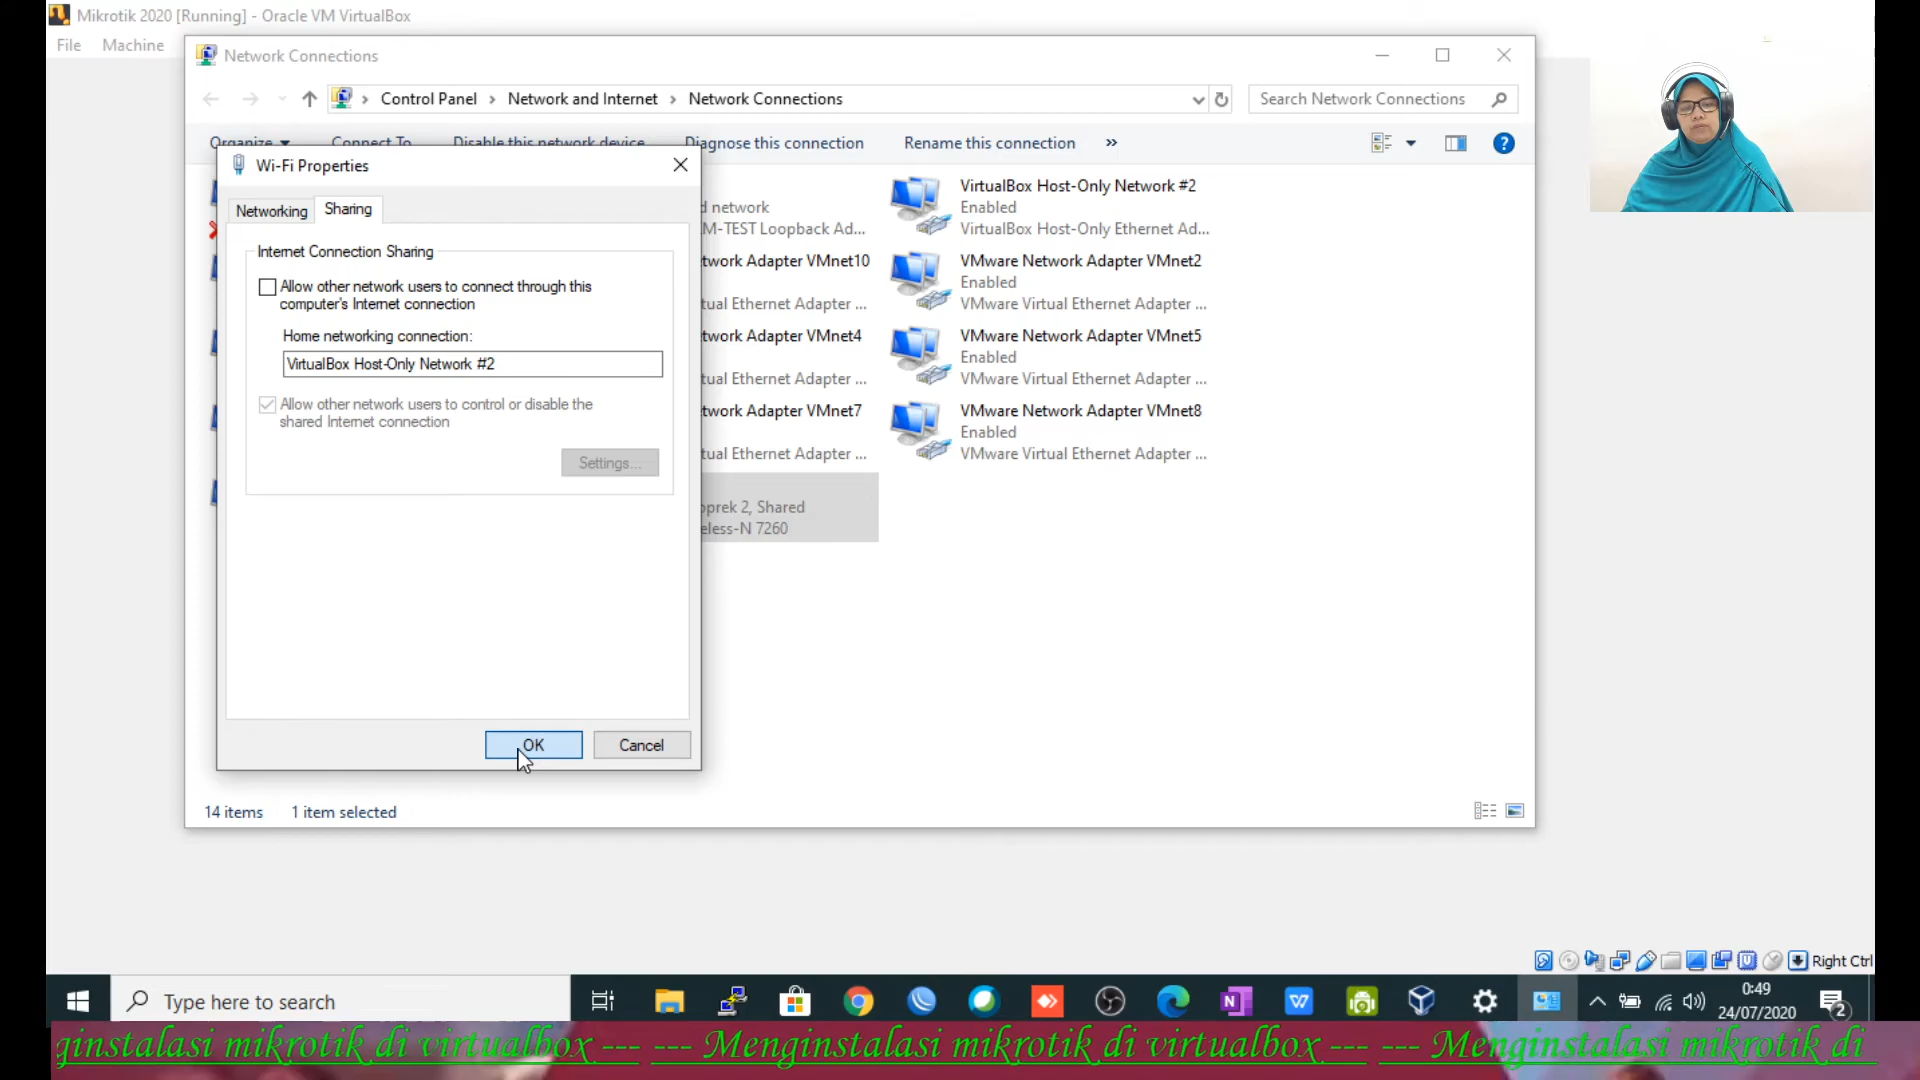 Mikrotik 2020 [Running] - Oracle VM VirtualBox
File Machine
Network Connections
Control Panel > Network and Internet > Network Connections
Search Network Connections
Organize Connect To Disable this network device Diagnose this connection Rename this connection »
Wi-Fi Properties
Networking Sharing
Internet Connection Sharing
Allow other network users to connect through this
computer's Internet connection
Home networking connection:
VirtualBox Host-Only Network #2
Allow other network users to control or disable the
shared Internet connection
Settings...
OK Cancel
d network
M-TEST Loopback Ad...
twork Adapter VMnet10
tual Ethernet Adapter ...
twork Adapter VMnet4
tual Ethernet Adapter ...
twork Adapter VMnet7
tual Ethernet Adapter ...
oprek 2, Shared
eless-N 7260
VirtualBox Host-Only Network #2
Enabled
VirtualBox Host-Only Ethernet Ad...
VMware Network Adapter VMnet2
Enabled
VMware Virtual Ethernet Adapter ...
VMware Network Adapter VMnet5
Enabled
VMware Virtual Ethernet Adapter ...
VMware Network Adapter VMnet8
Enabled
VMware Virtual Ethernet Adapter ...
14 items 1 item selected
Right Ctrl
Type here to search
0:49
24/07/2020
2
ginstalasi mikrotik di virtualbox --- --- Menginstalasi mikrotik di virtualbox --- --- Menginstalasi mikrotik di